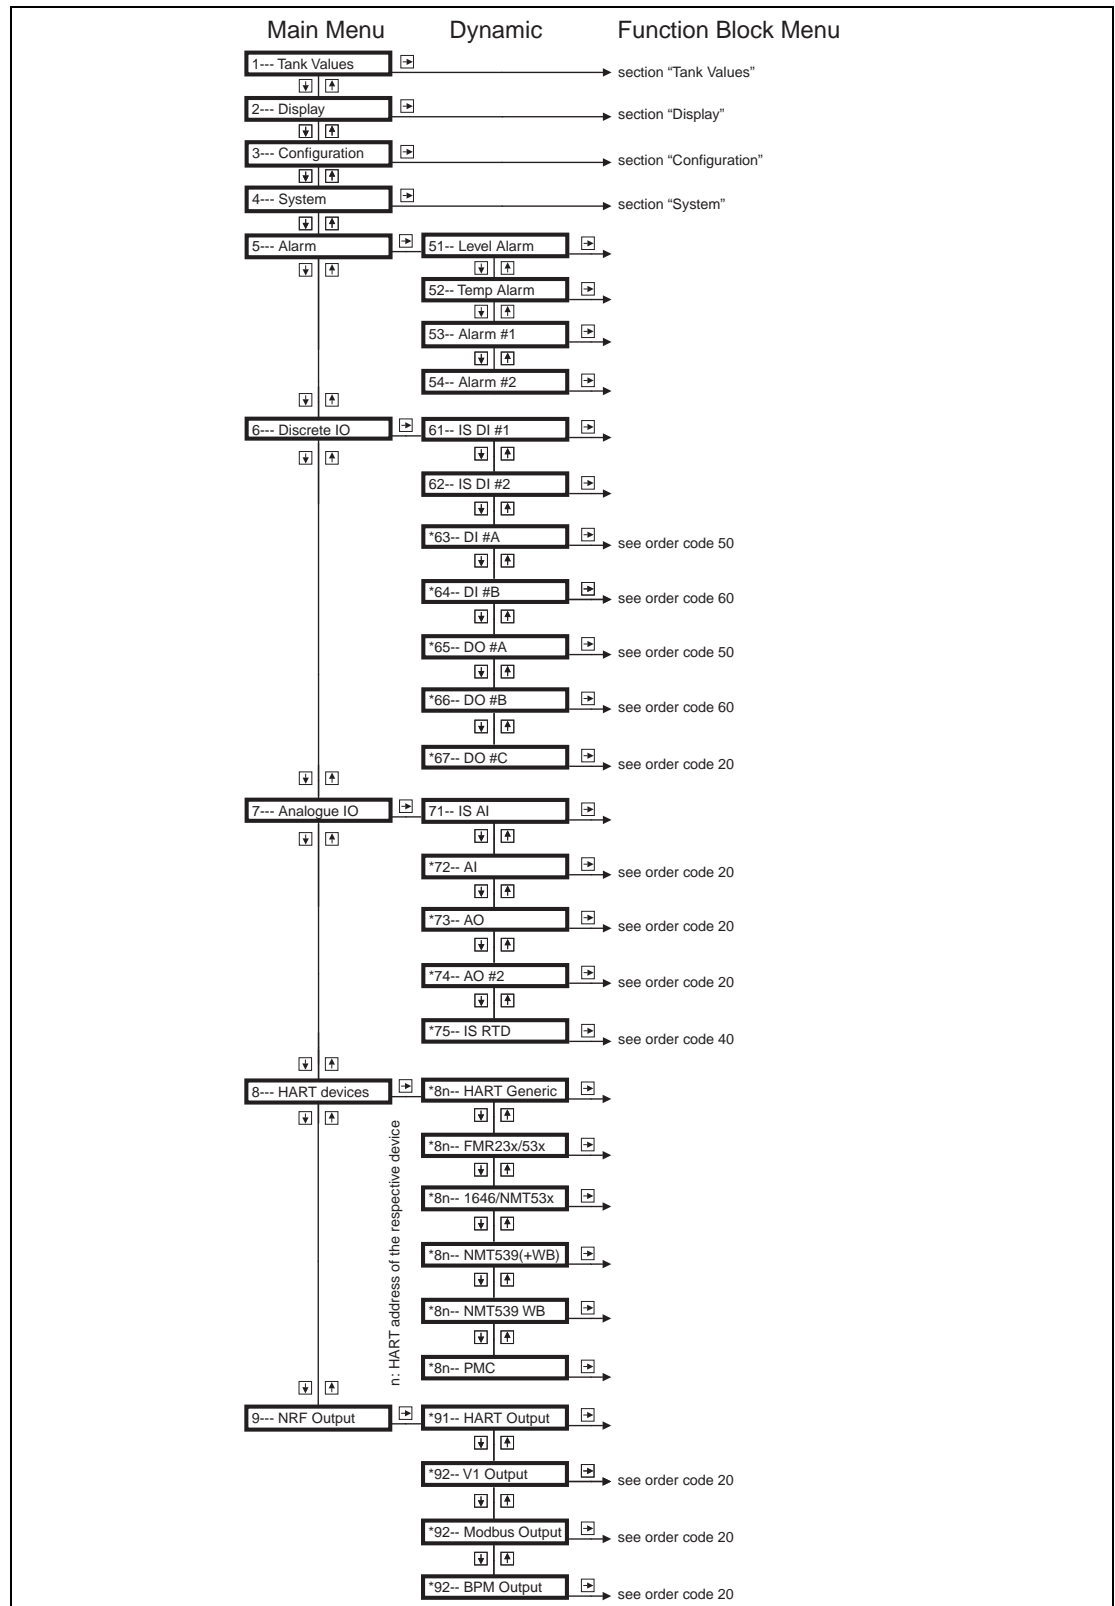 Main Menu Dynamic Function Block Menu
1--- Tank Values section “Tank Values”
2--- Display section “Display”
3--- Configuration section “Configuration”
4--- System section “System”
5--- Alarm 51-- Level Alarm
52-- Temp Alarm
53-- Alarm #1
54-- Alarm #2
6--- Discrete IO 61-- IS DI #1
62-- IS DI #2
*63-- DI #A see order code 50
*64-- DI #B see order code 60
*65-- DO #A see order code 50
*66-- DO #B see order code 60
*67-- DO #C see order code 20
7--- Analogue IO 71-- IS AI
*72-- AI see order code 20
*73-- AO see order code 20
*74-- AO #2 see order code 20
*75-- IS RTD see order code 40
8--- HART devices *8n-- HART Generic
n: HART address of the respective device
*8n-- FMR23x/53x
*8n-- 1646/NMT53x
*8n-- NMT539(+WB)
*8n-- NMT539 WB
*8n-- PMC
9--- NRF Output *91-- HART Output
*92-- V1 Output see order code 20
*92-- Modbus Output see order code 20
*92-- BPM Output see order code 20